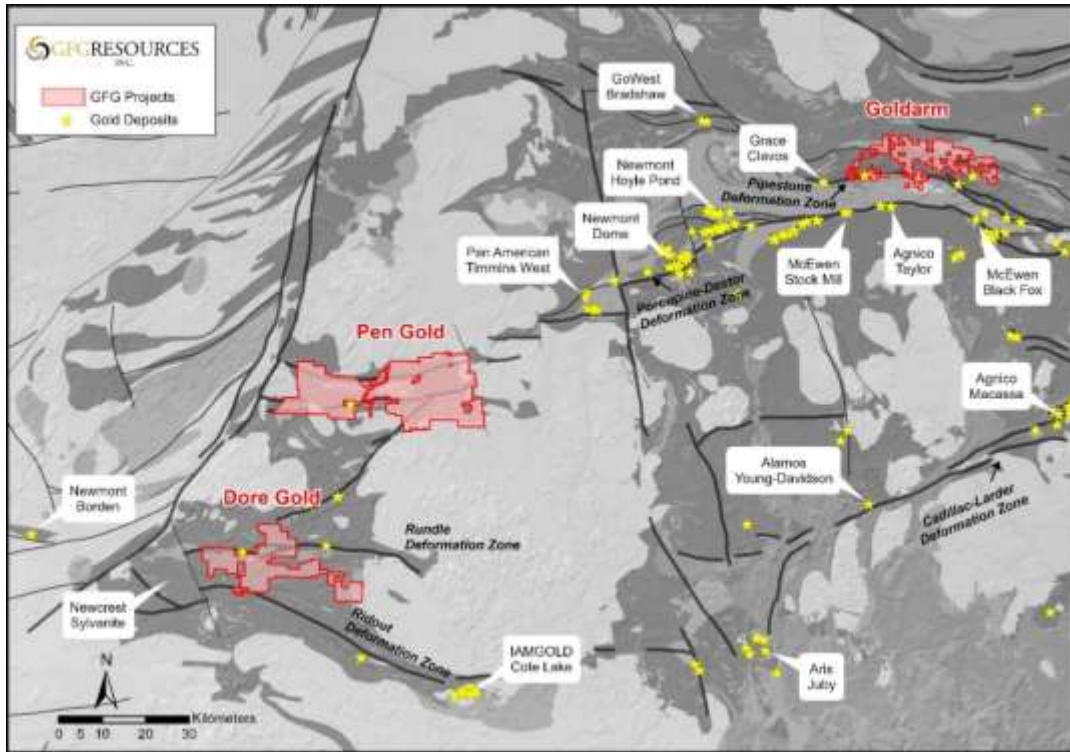 GFGRESOURCES
INC.
GFG Projects
Gold Deposits
GoWest
Bradshaw
Goldarm
Grace
Clavos
Newmont
Hoyle Pond
Pipestone
Deformation Zone
Newmont
Dome
Pan American
Timmins West
McEwen
Stock Mill
Agnico
Taylor
McEwen
Black Fox
Porcupine-Destor
Deformation Zone
Pen Gold
Agnico
Macassa
Alamos
Young-Davidson
Cadillac-Larder
Deformation Zone
Newmont
Borden
Dore Gold
Rundle
Deformation Zone
Newcrest
Sylvanite
Ridout
Deformation Zone
IAMGOLD
Cote Lake
Aris
Juby
N
Kilometers
0 5 10 20 30